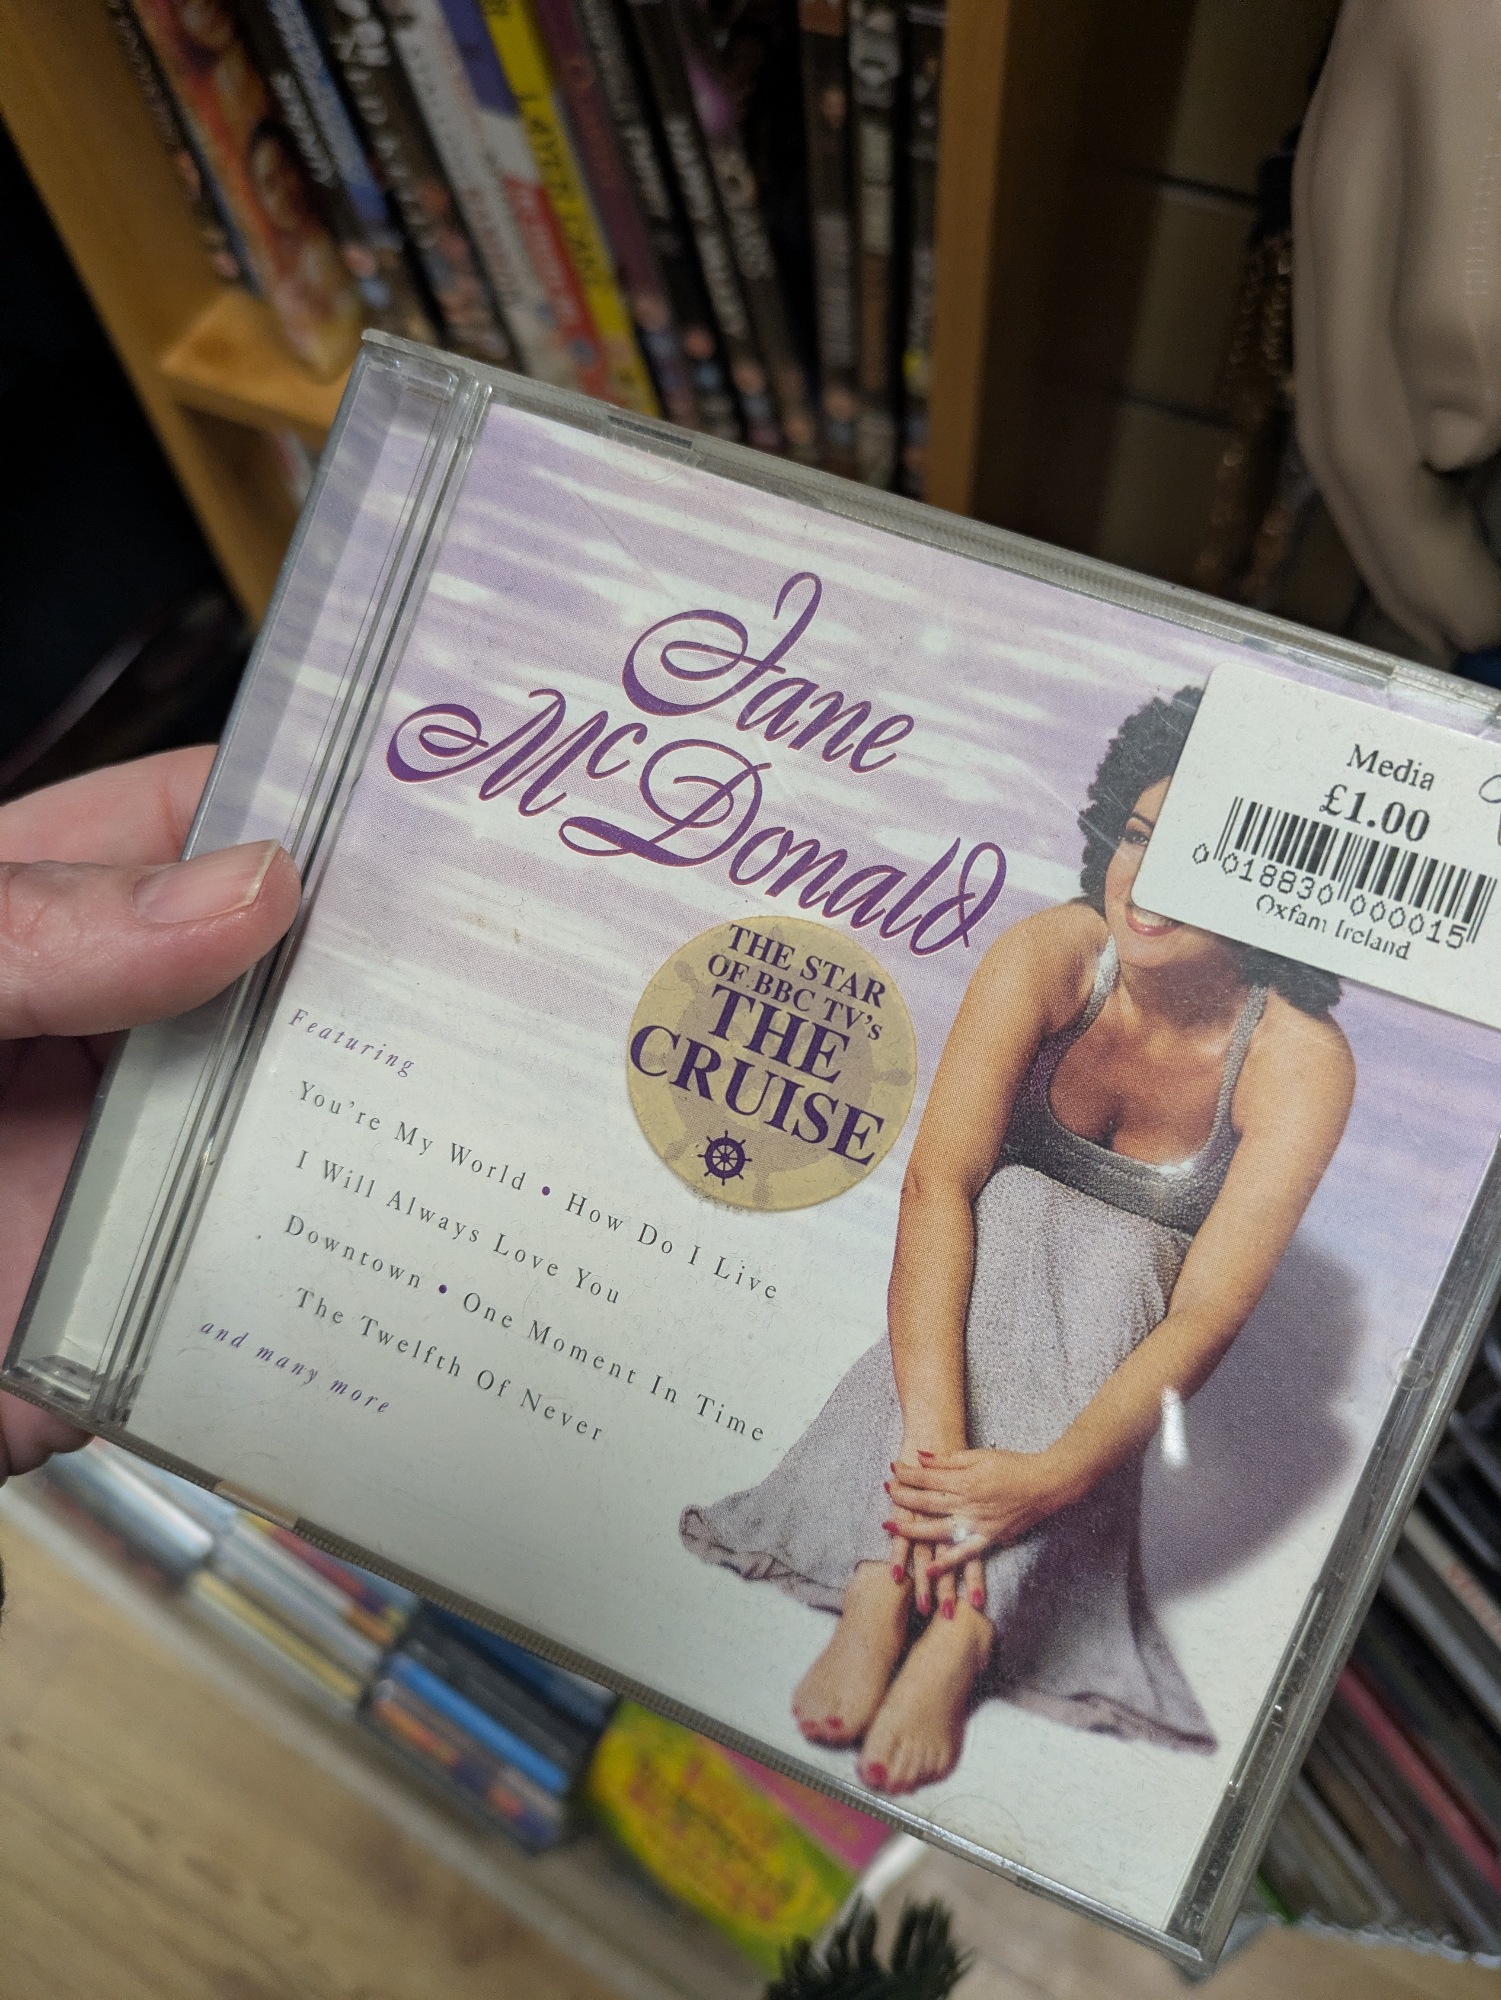 Jane
McDonald
Media
£1.00
0 018830 000015
Oxfam Ireland
THE STAR
OF BBC TV's
THE
CRUISE
Featuring
You're My World • How Do I Live
I Will Always Love You
Downtown • One Moment In Time
The Twelfth Of Never
and many more